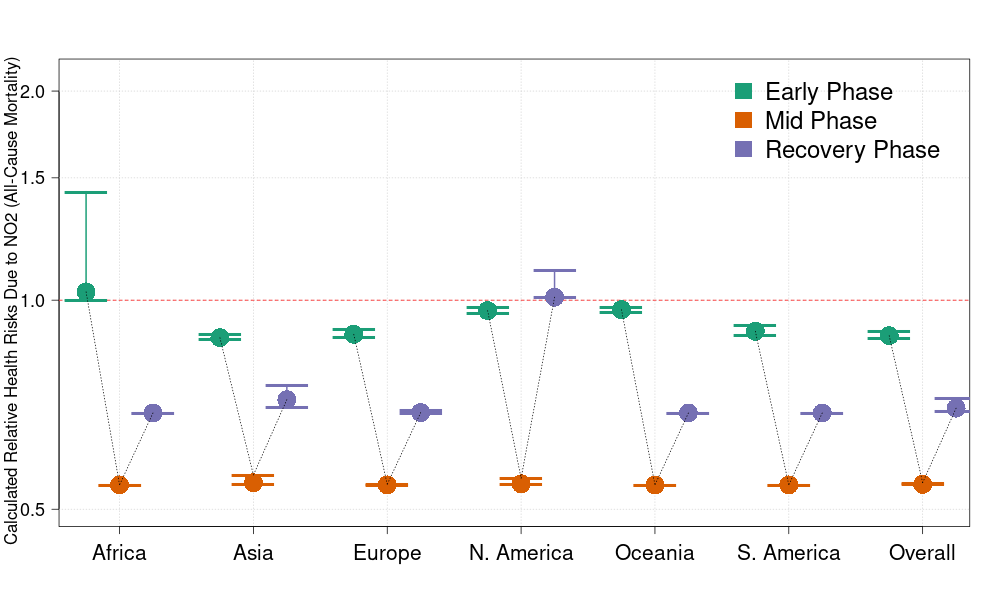 Calculated Relative Health Risks Due to NO2 (All-Cause Mortality)
2.0
1.5
1.0
0.5
Early Phase
Mid Phase
Recovery Phase
Africa Asia Europe N. America Oceania S. America Overall